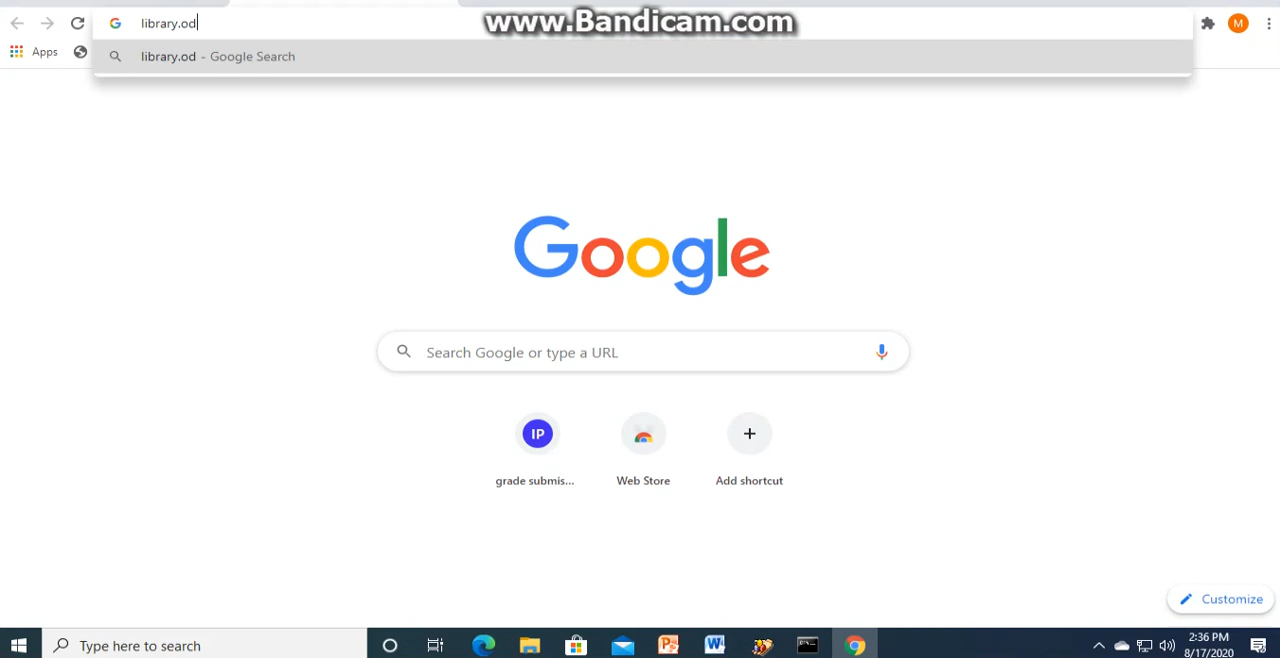 www.Bandicam.com
library.od
M
Apps
library.od - Google Search
Google
Search Google or type a URL
IP
grade submis...
Web Store
Add shortcut
Customize
Type here to search
2:36 PM
8/17/2020